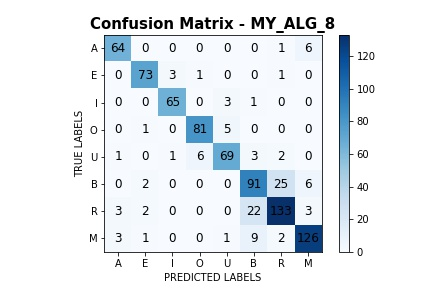 Confusion Matrix - MY_ALG_8
A 64 0 0 0 0 0 1 6
E 0 73 3 1 0 0 1 0
I 0 0 65 0 3 1 0 0
O 0 1 0 81 5 0 0 0
U 1 0 1 6 69 3 2 0
B 0 2 0 0 0 91 25 6
R 3 2 0 0 0 22 133 3
M 3 1 0 0 1 9 2 126
A E I O U B R M
TRUE LABELS
PREDICTED LABELS
120
100
80
60
40
20
0